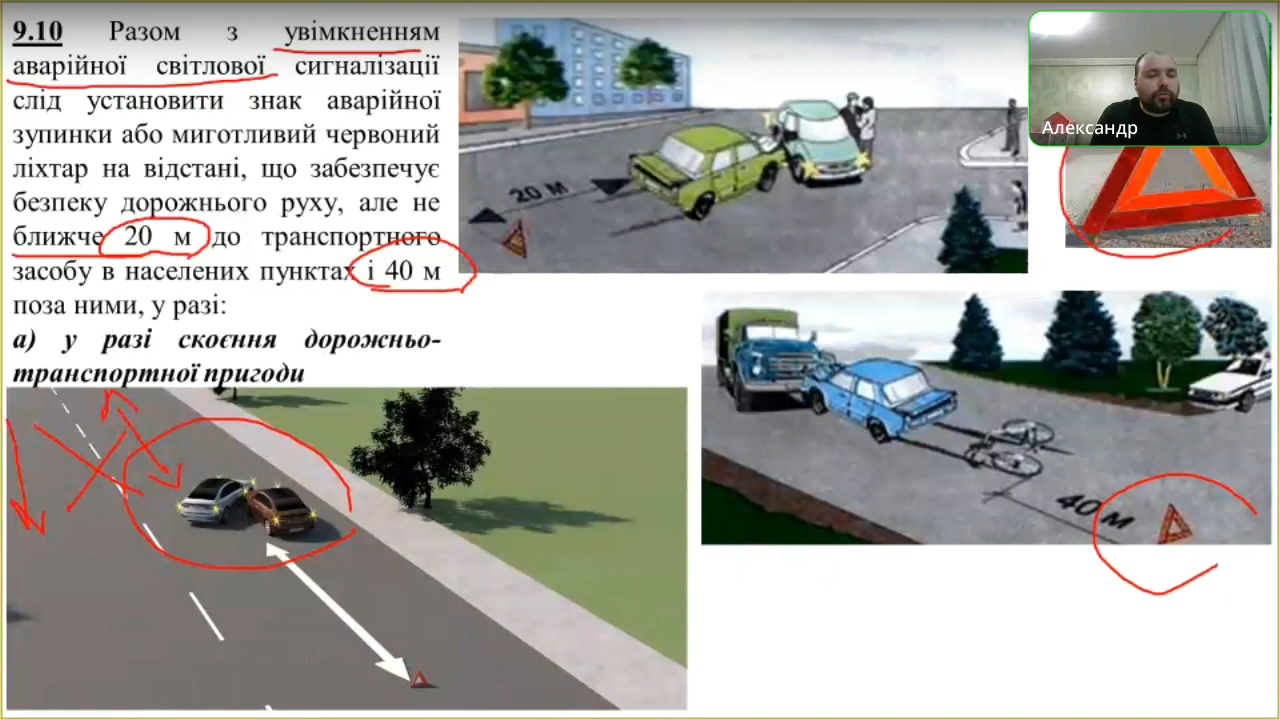 9.10 Разом з увімкненням
аварійної світлової сигналізації
слід установити знак аварійної
зупинки або миготливий червоний
ліхтар на відстані, що забезпечує
безпеку дорожнього руху, але не
ближче 20 м до транспортного
засобу в населених пунктах і 40 м
поза ними, у разі:
а) у разі скоєння дорожньо-
транспортної пригоди
20 М
Александр
40 М